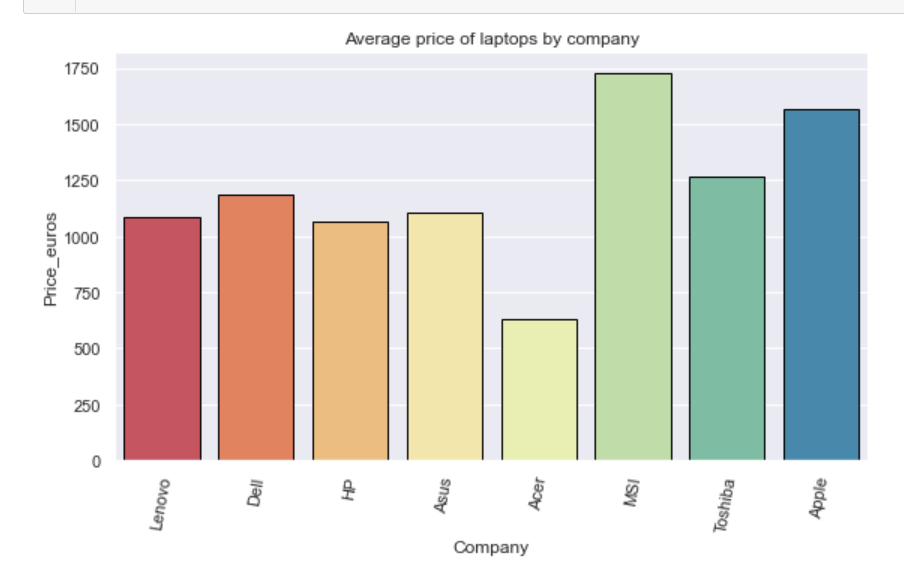 Average price of laptops by company
1750
1500
1250
1000
750
500
250
0
Price_euros
Lenovo
Dell
HP
Asus
Acer
MSI
Toshiba
Apple
Company